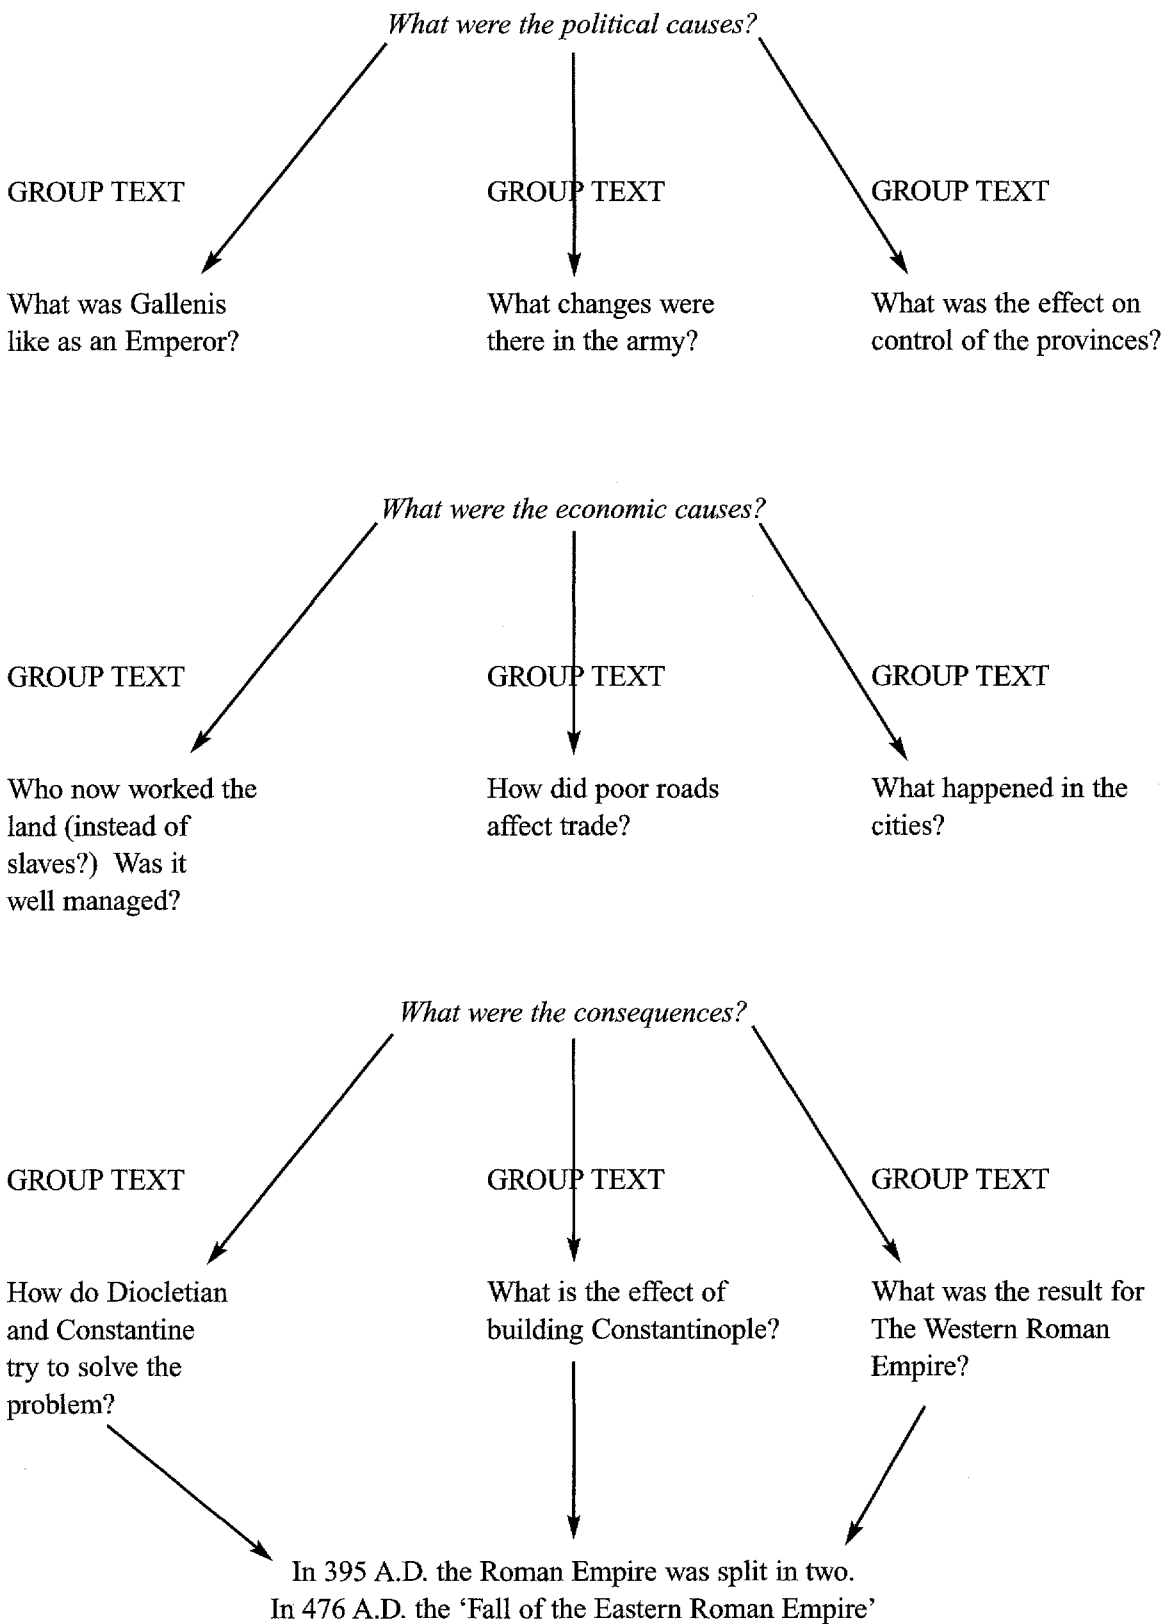 What were the political causes?
GROUP TEXT
GROUP TEXT
GROUP TEXT
What was Gallenis
like as an Emperor?
What changes were
there in the army?
What was the effect on
control of the provinces?
What were the economic causes?
GROUP TEXT
GROUP TEXT
GROUP TEXT
Who now worked the
land (instead of
slaves?) Was it
well managed?
How did poor roads
affect trade?
What happened in the
cities?
What were the consequences?
GROUP TEXT
GROUP TEXT
GROUP TEXT
How do Diocletian
and Constantine
try to solve the
problem?
What is the effect of
building Constantinople?
What was the result for
The Western Roman
Empire?
In 395 A.D. the Roman Empire was split in two.
In 476 A.D. the ‘Fall of the Eastern Roman Empire’